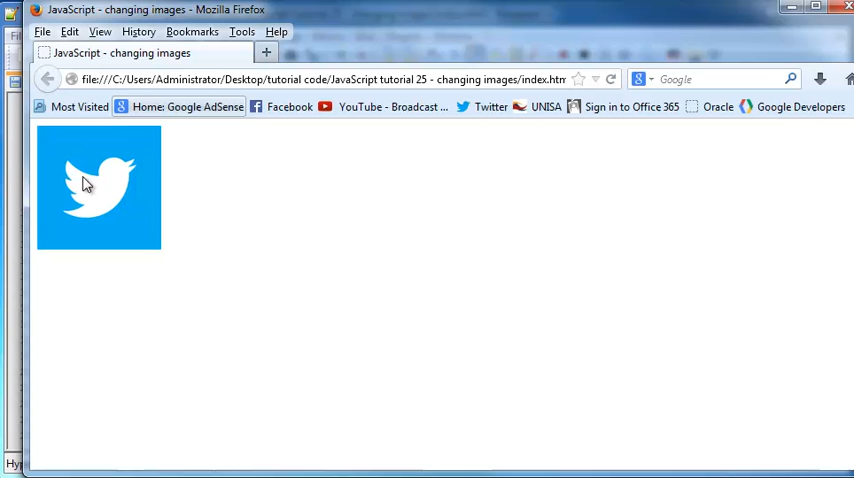 JavaScript - changing images - Mozilla Firefox
File Edit View History Bookmarks Tools Help
JavaScript - changing images +
file:///C:/Users/Administrator/Desktop/tutorial code/JavaScript tutorial 25 - changing images/index.htm Google
Most Visited Home: Google AdSense Facebook YouTube - Broadcast ... Twitter UNISA Sign in to Office 365 Oracle Google Developers